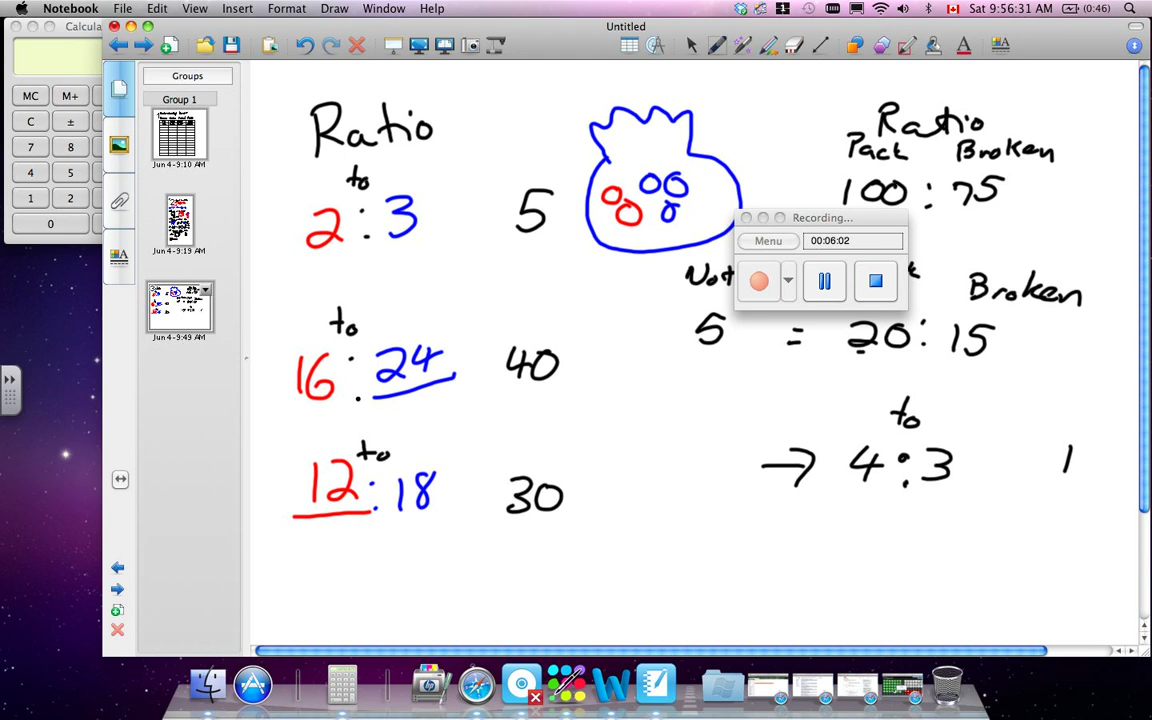 Notebook File Edit View Insert Format Draw Window Help
Sat 9:56:31 AM (0:46)
Calcula
Untitled
MC M+
C ±
7 8
4 5
1 2
0
Groups
Group 1
Jun 4-9:10 AM
Jun 4-9:19 AM
Jun 4-9:49 AM
Ratio
to
2 : 3 5
to
16 : 24 40
to
12 : 18 30
Ratio
Pack Broken
100 : 75
Recording...
Menu 00:06:02
Not Broken
5 = 20 : 15
to
→ 4 : 3 1